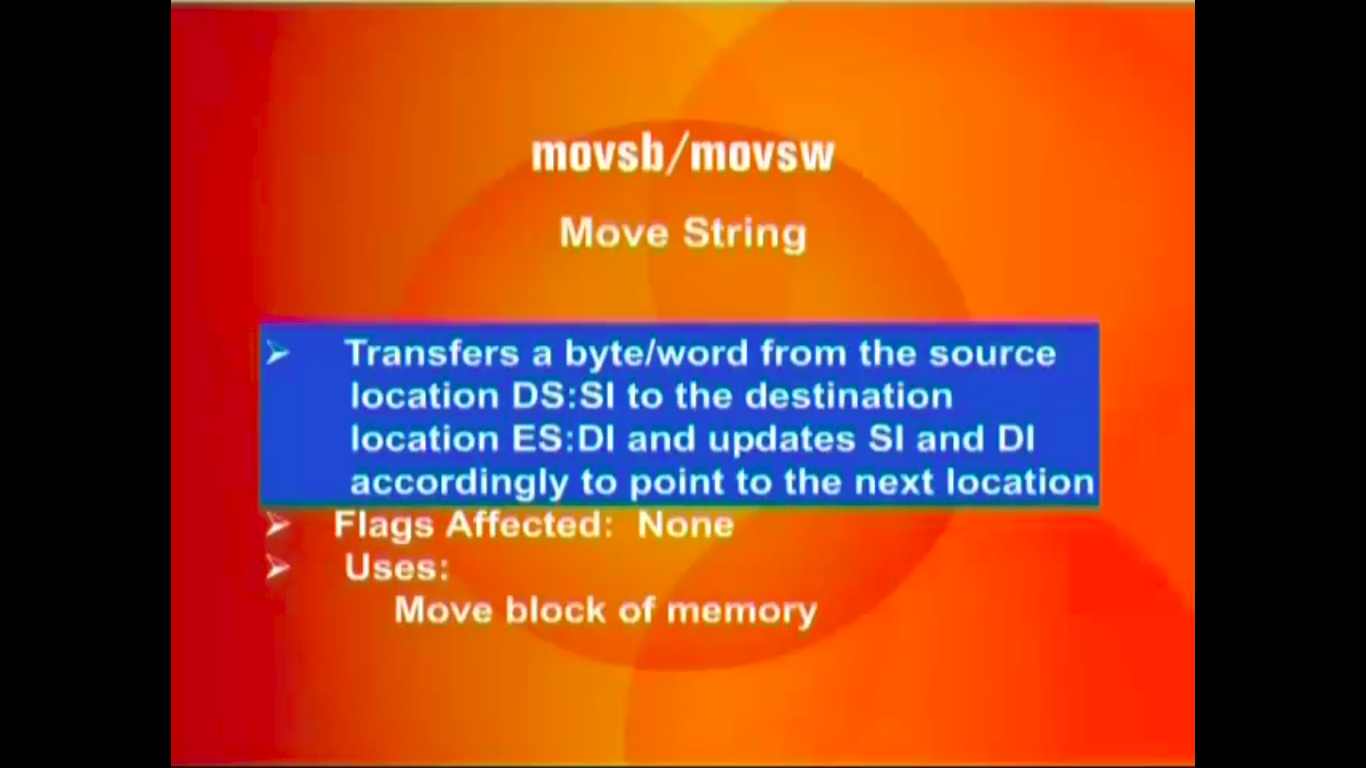 movsb/movsw
Move String
➢ Transfers a byte/word from the source
location DS:SI to the destination
location ES:DI and updates SI and DI
accordingly to point to the next location
➢ Flags Affected: None
➢ Uses:
Move block of memory